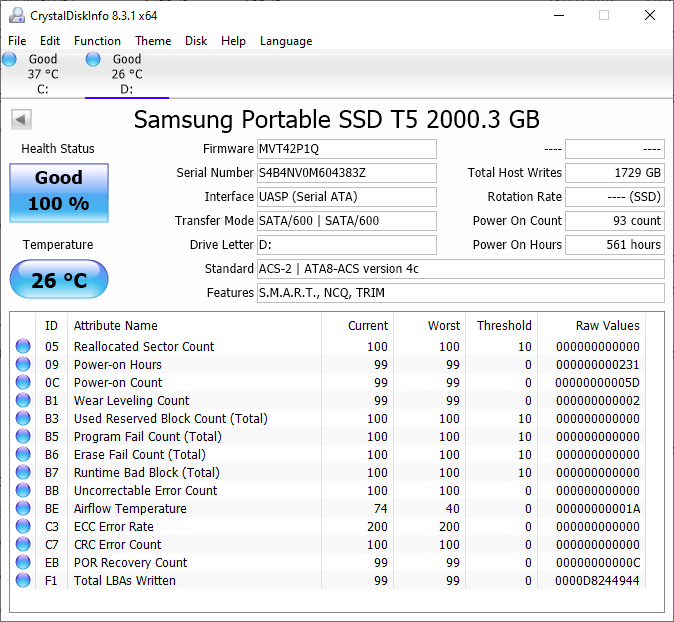 CrystalDiskInfo 8.3.1 x64
File Edit Function Theme Disk Help Language
Good Good
37 °C 26 °C
C: D:
Samsung Portable SSD T5 2000.3 GB
Health Status
Good
100 %
Temperature
26 °C
Firmware MVT42P1Q
Serial Number S4B4NV0M604383Z
Interface UASP (Serial ATA)
Transfer Mode SATA/600 | SATA/600
Drive Letter D:
Standard ACS-2 | ATA8-ACS version 4c
Features S.M.A.R.T., NCQ, TRIM
---- ----
Total Host Writes 1729 GB
Rotation Rate ---- (SSD)
Power On Count 93 count
Power On Hours 561 hours
ID Attribute Name Current Worst Threshold Raw Values
05 Reallocated Sector Count 100 100 10 000000000000
09 Power-on Hours 99 99 0 000000000231
0C Power-on Count 99 99 0 00000000005D
B1 Wear Leveling Count 99 99 0 000000000002
B3 Used Reserved Block Count (Total) 100 100 10 000000000000
B5 Program Fail Count (Total) 100 100 10 000000000000
B6 Erase Fail Count (Total) 100 100 10 000000000000
B7 Runtime Bad Block (Total) 100 100 10 000000000000
BB Uncorrectable Error Count 100 100 0 000000000000
BE Airflow Temperature 74 40 0 00000000001A
C3 ECC Error Rate 200 200 0 000000000000
C7 CRC Error Count 100 100 0 000000000000
EB POR Recovery Count 99 99 0 00000000000C
F1 Total LBAs Written 99 99 0 0000D8244944